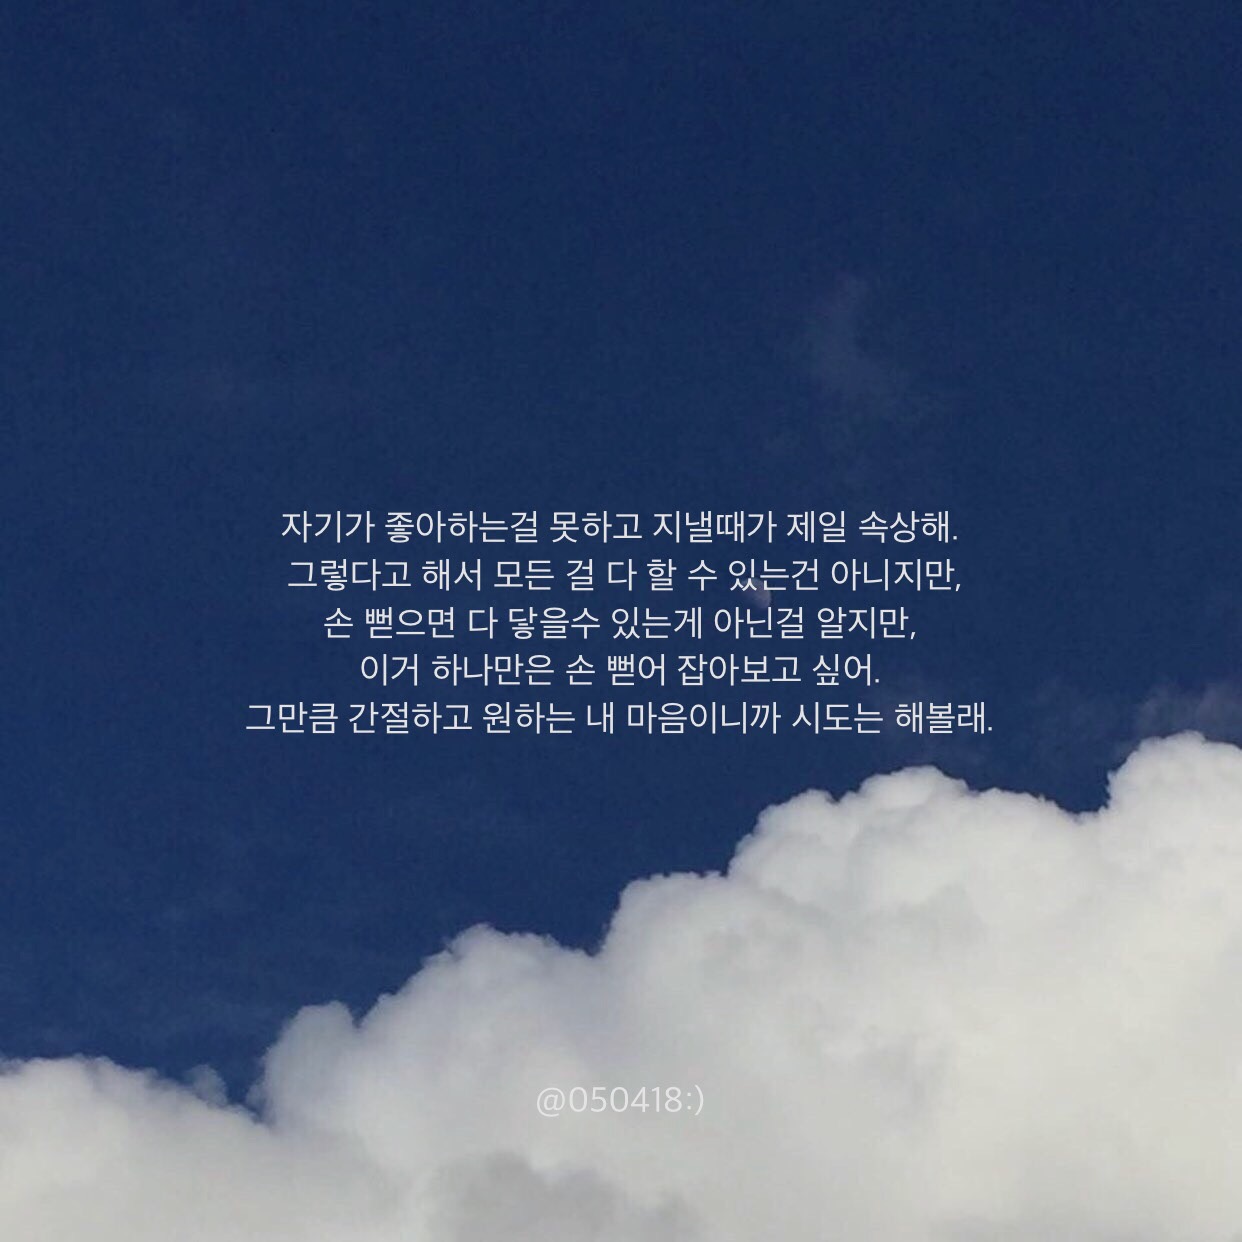 자기가 좋아하는걸 못하고 지낼때가 제일 속상해.
그렇다고 해서 모든 걸 다 할 수 있는건 아니지만,
손 뻗으면 다 닿을수 있는게 아닌걸 알지만,
이거 하나만은 손 뻗어 잡아보고 싶어.
그만큼 간절하고 원하는 내 마음이니까 시도는 해볼래.
@050418:)